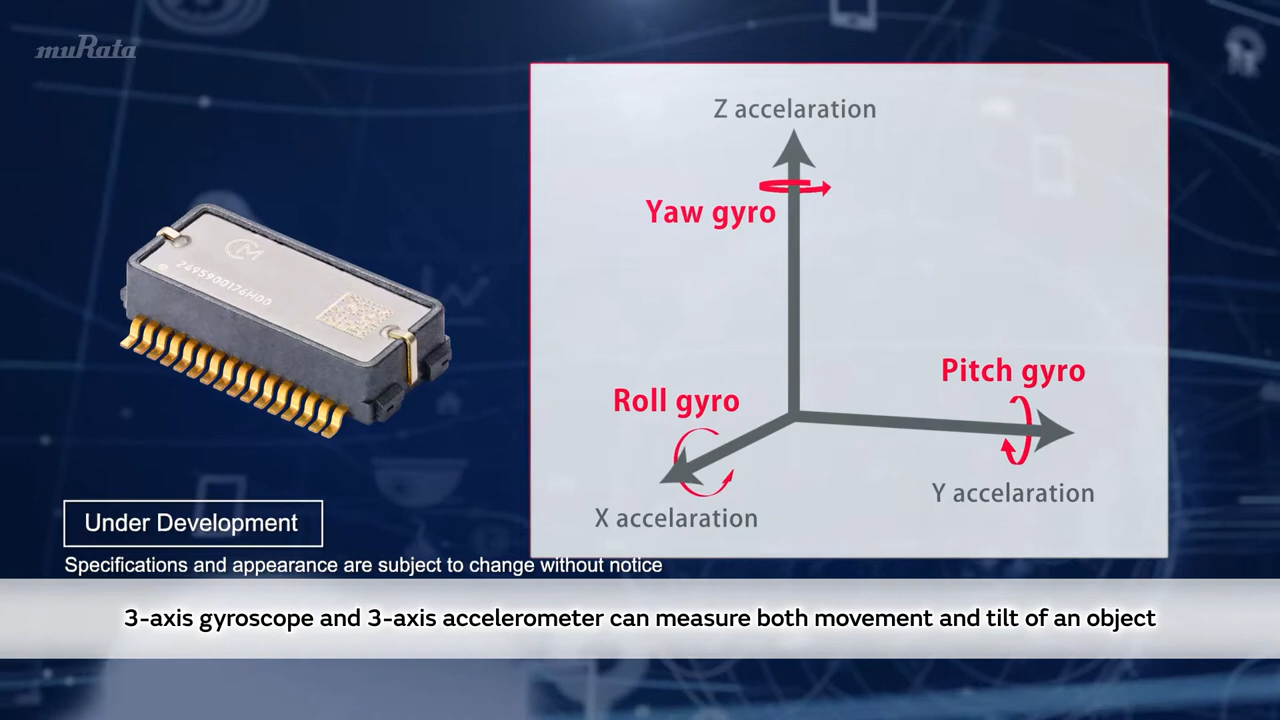 muRata
Z accelaration
Yaw gyro
2495900176H00
Pitch gyro
Roll gyro
Y accelaration
X accelaration
Under Development
Specifications and appearance are subject to change without notice
3-axis gyroscope and 3-axis accelerometer can measure both movement and tilt of an object